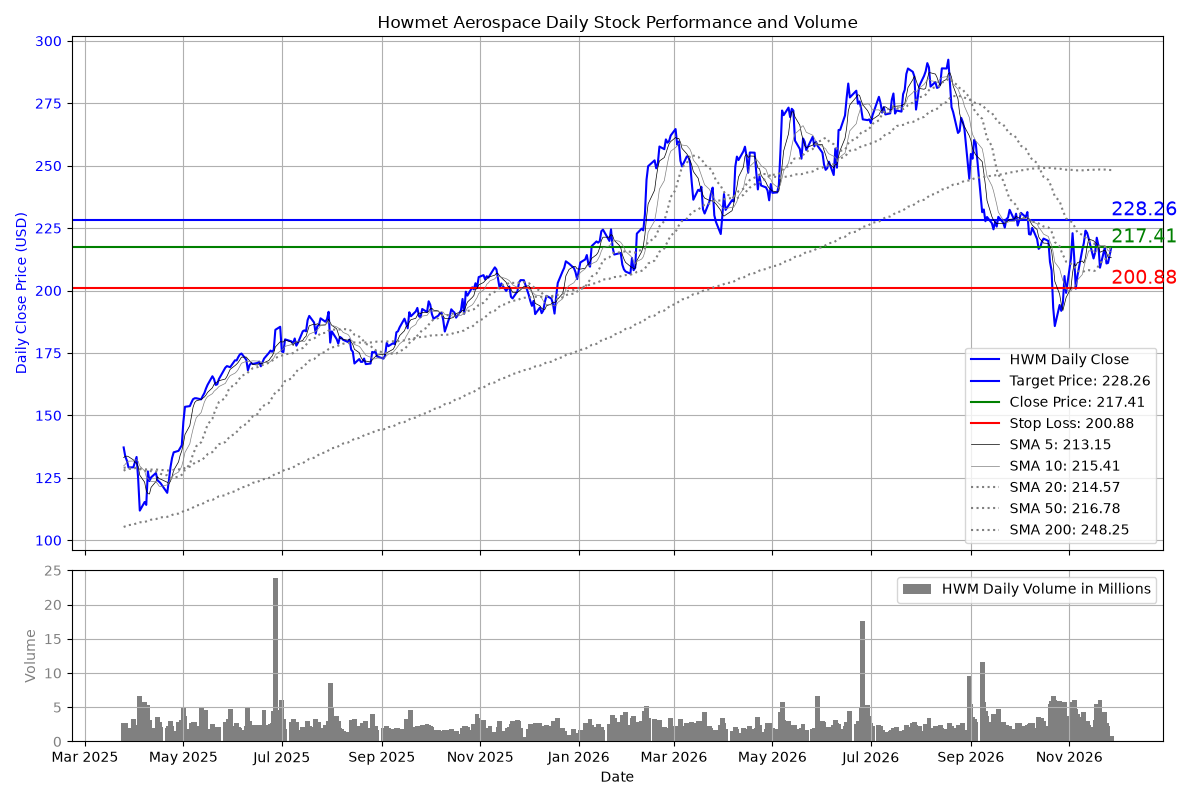 Howmet Aerospace Daily Stock Performance and Volume
300
275
250
225
200
175
150
125
100
Daily Close Price (USD)
228.26
217.41
200.88
HWM Daily Close
Target Price: 228.26
Close Price: 217.41
Stop Loss: 200.88
SMA 5: 213.15
SMA 10: 215.41
SMA 20: 214.57
SMA 50: 216.78
SMA 200: 248.25
25
20
15
10
5
0
Volume
HWM Daily Volume in Millions
Mar 2025 May 2025 Jul 2025 Sep 2025 Nov 2025 Jan 2026 Mar 2026 May 2026 Jul 2026 Sep 2026 Nov 2026
Date